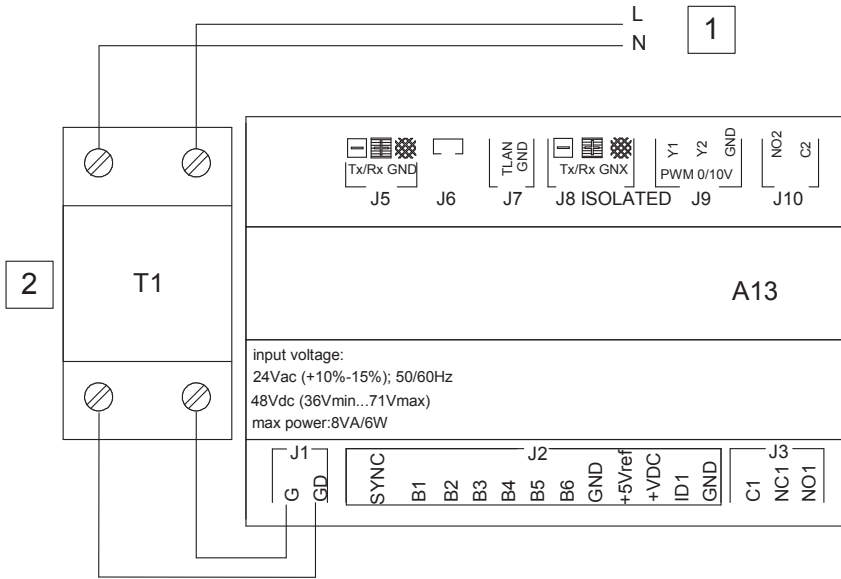 L
N
1
Tx/Rx GND
TLAN
GND
Tx/Rx GNX
Y1
Y2
GND
PWM 0/10V
NO2
C2
J5
J6
J7
J8 ISOLATED
J9
J10
2
T1
A13
input voltage:
24Vac (+10%-15%); 50/60Hz
48Vdc (36Vmin...71Vmax)
max power:8VA/6W
J1
J2
J3
G
GD
SYNC
B1
B2
B3
B4
B5
B6
GND
+5Vref
+VDC
ID1
GND
C1
NC1
NO1